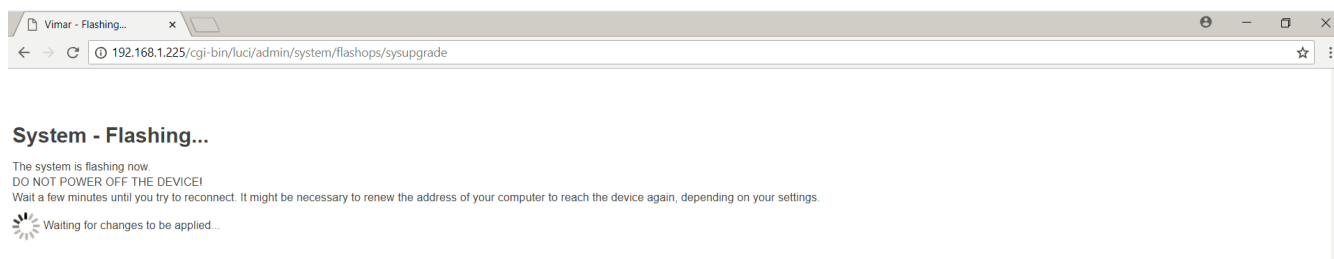 Vimar - Flashing...
192.168.1.225/cgi-bin/luci/admin/system/flashops/sysupgrade
System - Flashing...
The system is flashing now.
DO NOT POWER OFF THE DEVICE!
Wait a few minutes until you try to reconnect. It might be necessary to renew the address of your computer to reach the device again, depending on your settings.
Waiting for changes to be applied...